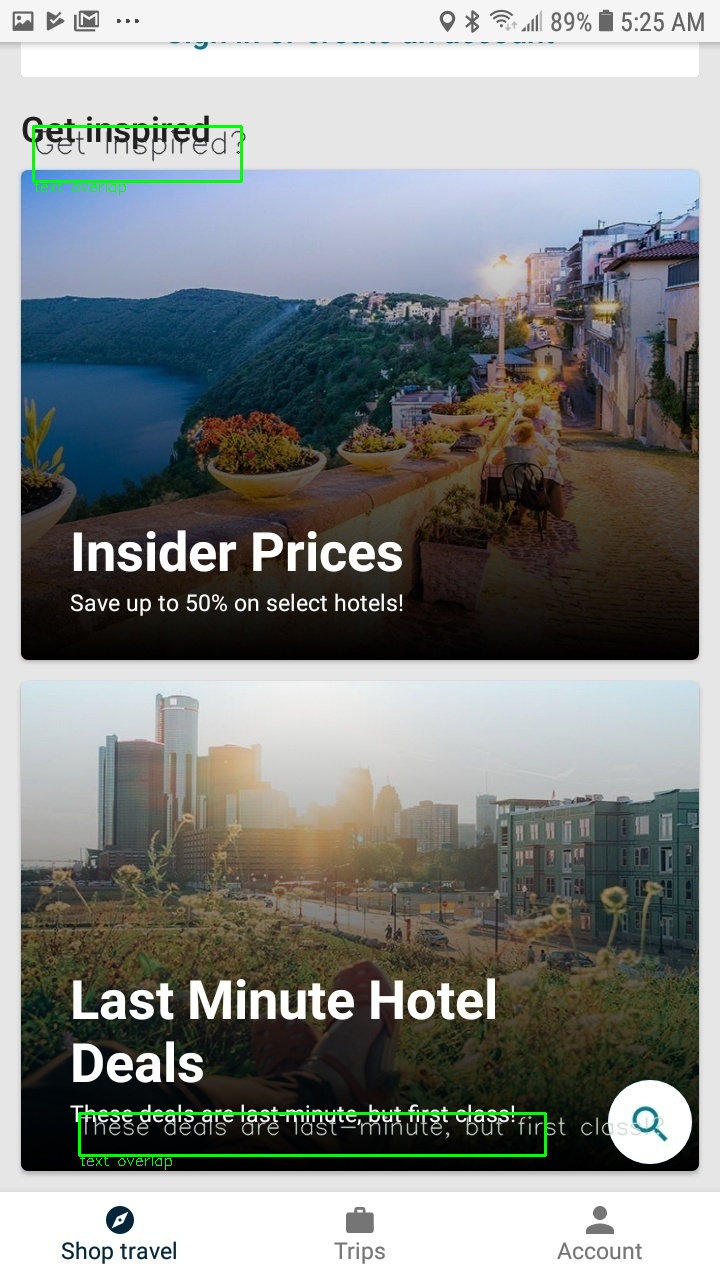 89% 5:25 AM
Sign in or create an account
Get inspired
Get inspired?
text overlap
Insider Prices
Save up to 50% on select hotels!
Last Minute Hotel
Deals
These deals are last-minute, but first class!
These deals are last-minute, but first class!?
text overlap
Shop travel
Trips
Account